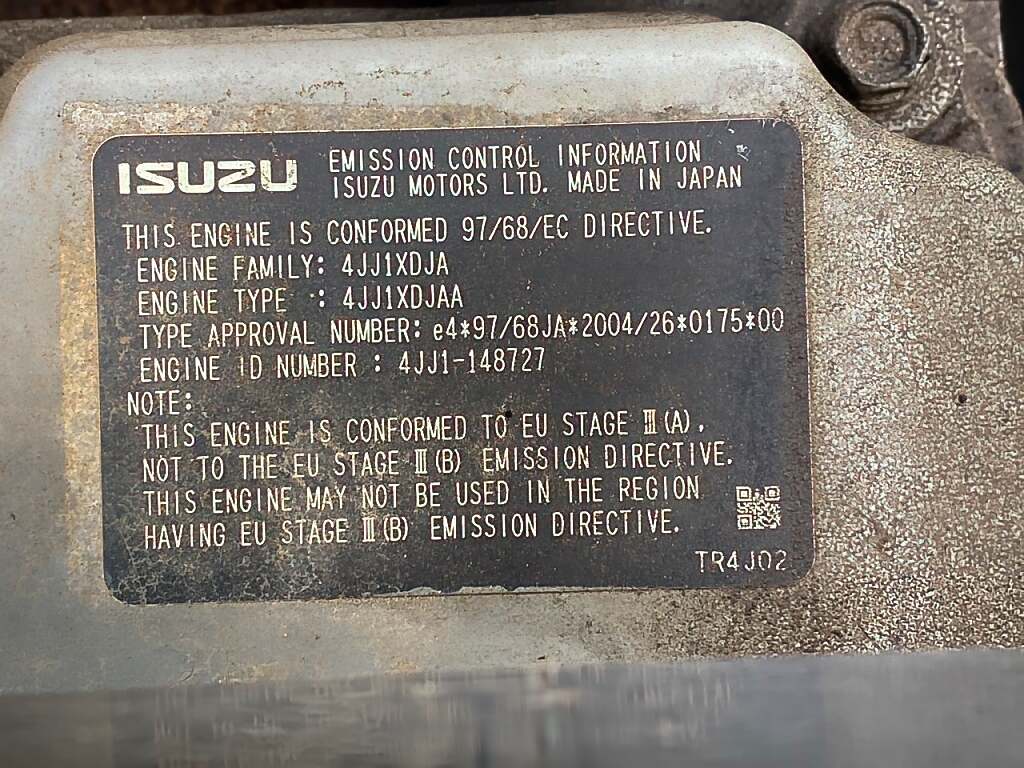 ISUZU EMISSION CONTROL INFORMATION
ISUZU MOTORS LTD. MADE IN JAPAN
THIS ENGINE IS CONFORMED 97/68/EC DIRECTIVE.
ENGINE FAMILY: 4JJ1XDJA
ENGINE TYPE : 4JJ1XDJAA
TYPE APPROVAL NUMBER: e4*97/68JA*2004/26*0175*00
ENGINE ID NUMBER : 4JJ1-148727
NOTE:
THIS ENGINE IS CONFORMED TO EU STAGE Ⅲ(A),
NOT TO THE EU STAGE Ⅲ(B) EMISSION DIRECTIVE.
THIS ENGINE MAY NOT BE USED IN THE REGION
HAVING EU STAGE Ⅲ(B) EMISSION DIRECTIVE.
TR4J02